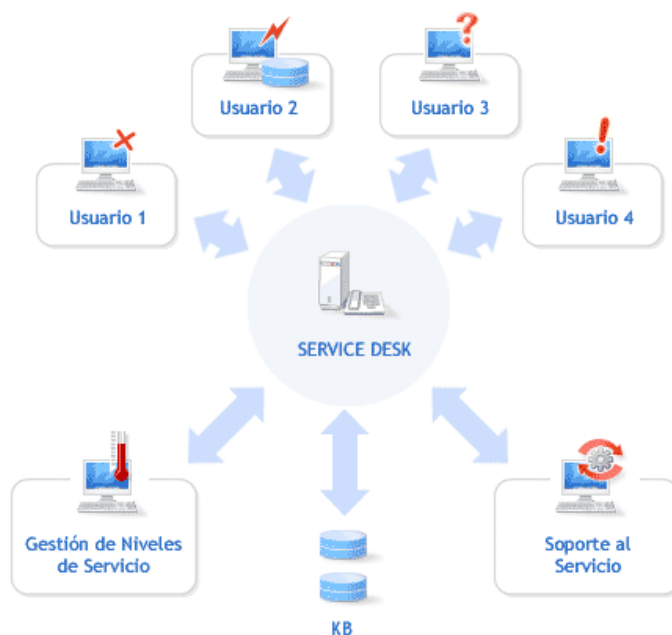 Usuario 2
Usuario 3
Usuario 1
Usuario 4
SERVICE DESK
Gestión de Niveles
de Servicio
Soporte al
Servicio
KB